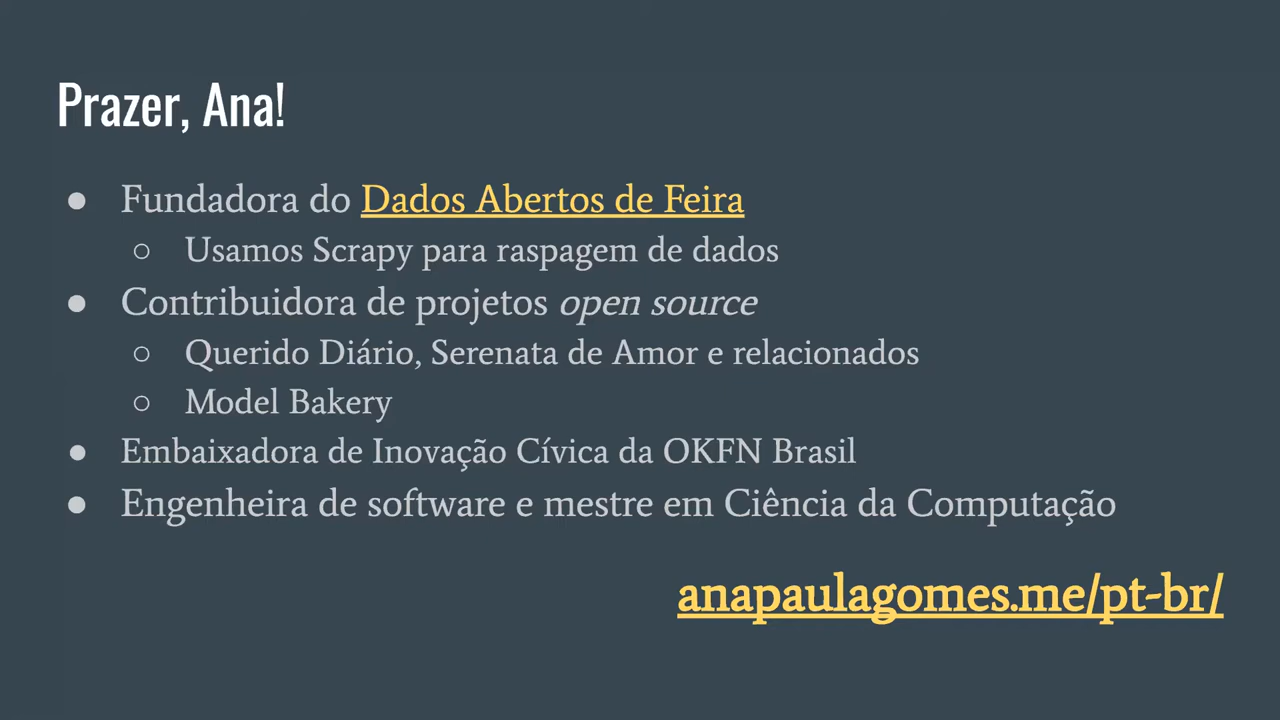 Prazer, Ana!
● Fundadora do Dados Abertos de Feira
○ Usamos Scrapy para raspagem de dados
● Contribuidora de projetos open source
○ Querido Diário, Serenata de Amor e relacionados
○ Model Bakery
● Embaixadora de Inovação Cívica da OKFN Brasil
● Engenheira de software e mestre em Ciência da Computação
anapaulagomes.me/pt-br/